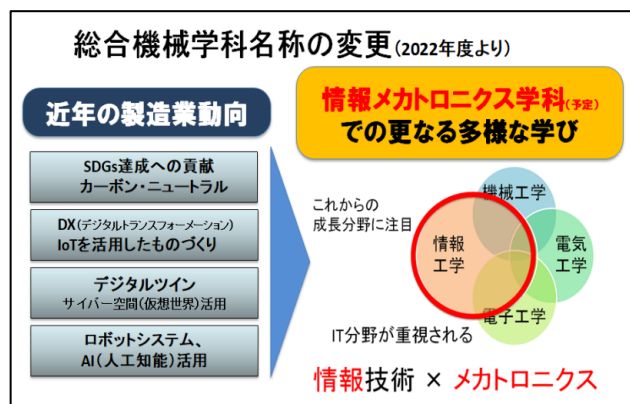 総合機械学科名称の変更(2022年度より)
近年の製造業動向
SDGs達成への貢献
カーボン・ニュートラル
DX(デジタルトランスフォーメーション)
IoTを活用したものづくり
デジタルツイン
サイバー空間(仮想世界)活用
ロボットシステム、
AI(人工知能)活用
情報メカトロニクス学科(予定)
での更なる多様な学び
これからの
成長分野に注目
機械工学
情報
工学
電気
工学
電子工学
IT分野が重視される
情報技術 × メカトロニクス